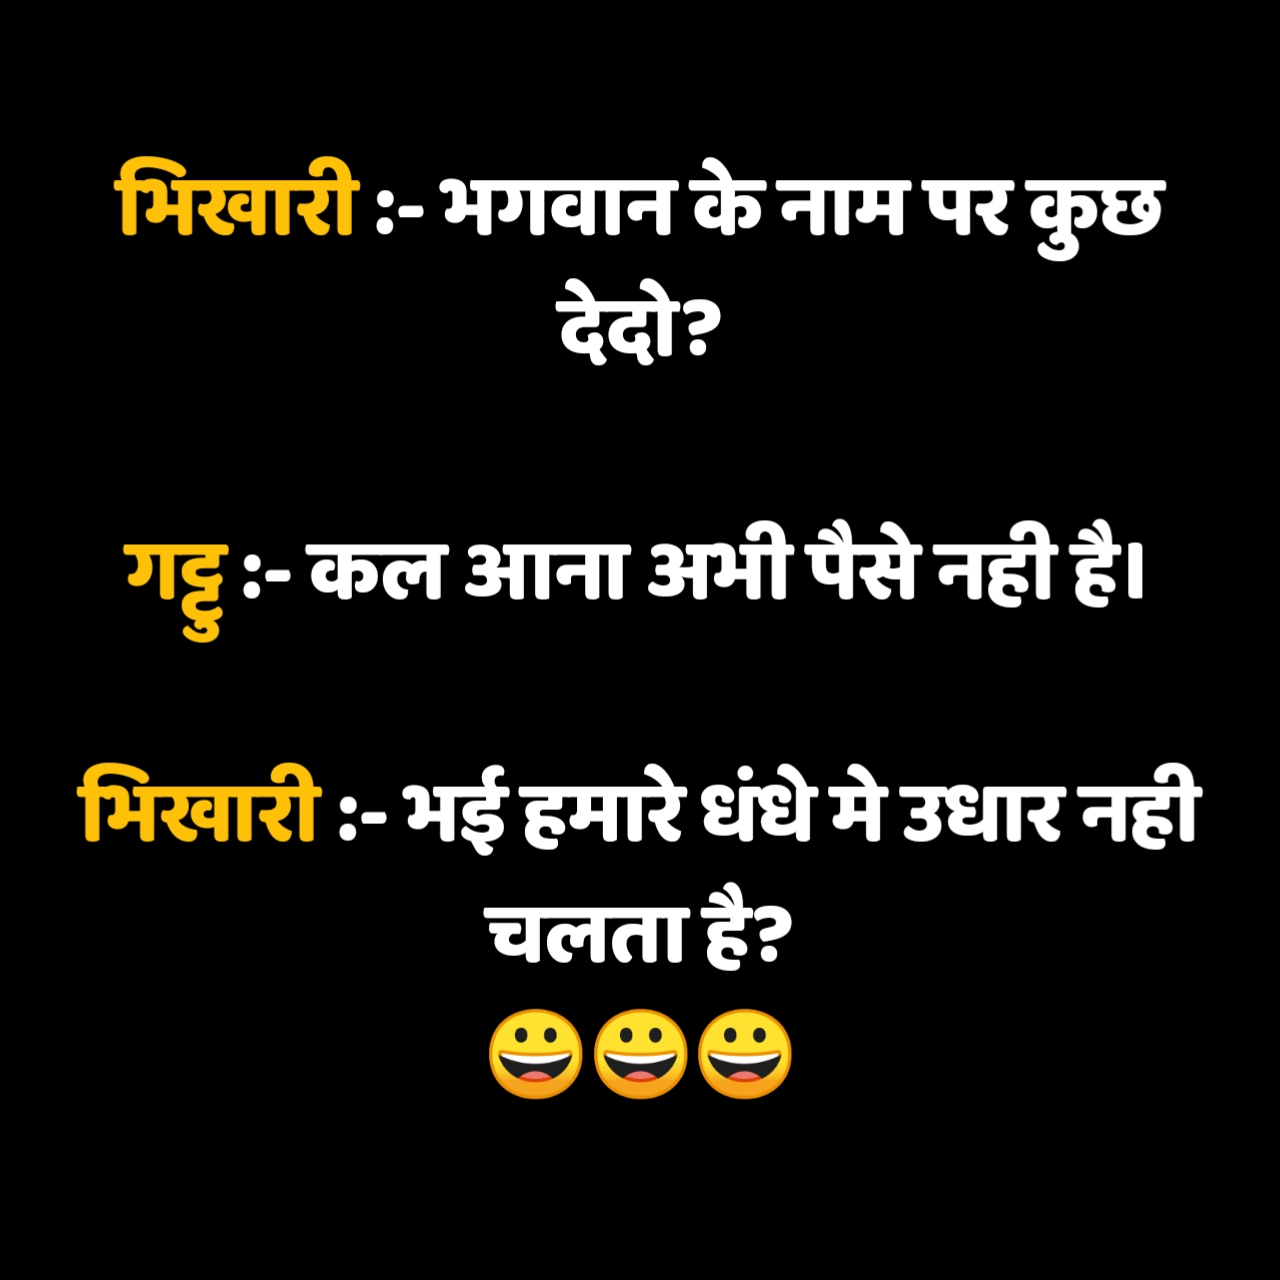 भिखारी :- भगवान के नाम पर कुछ
देदो?
गट्टु :- कल आना अभी पैसे नही है।
भिखारी :- भई हमारे धंधे मे उधार नही
चलता है?
😀😀😀